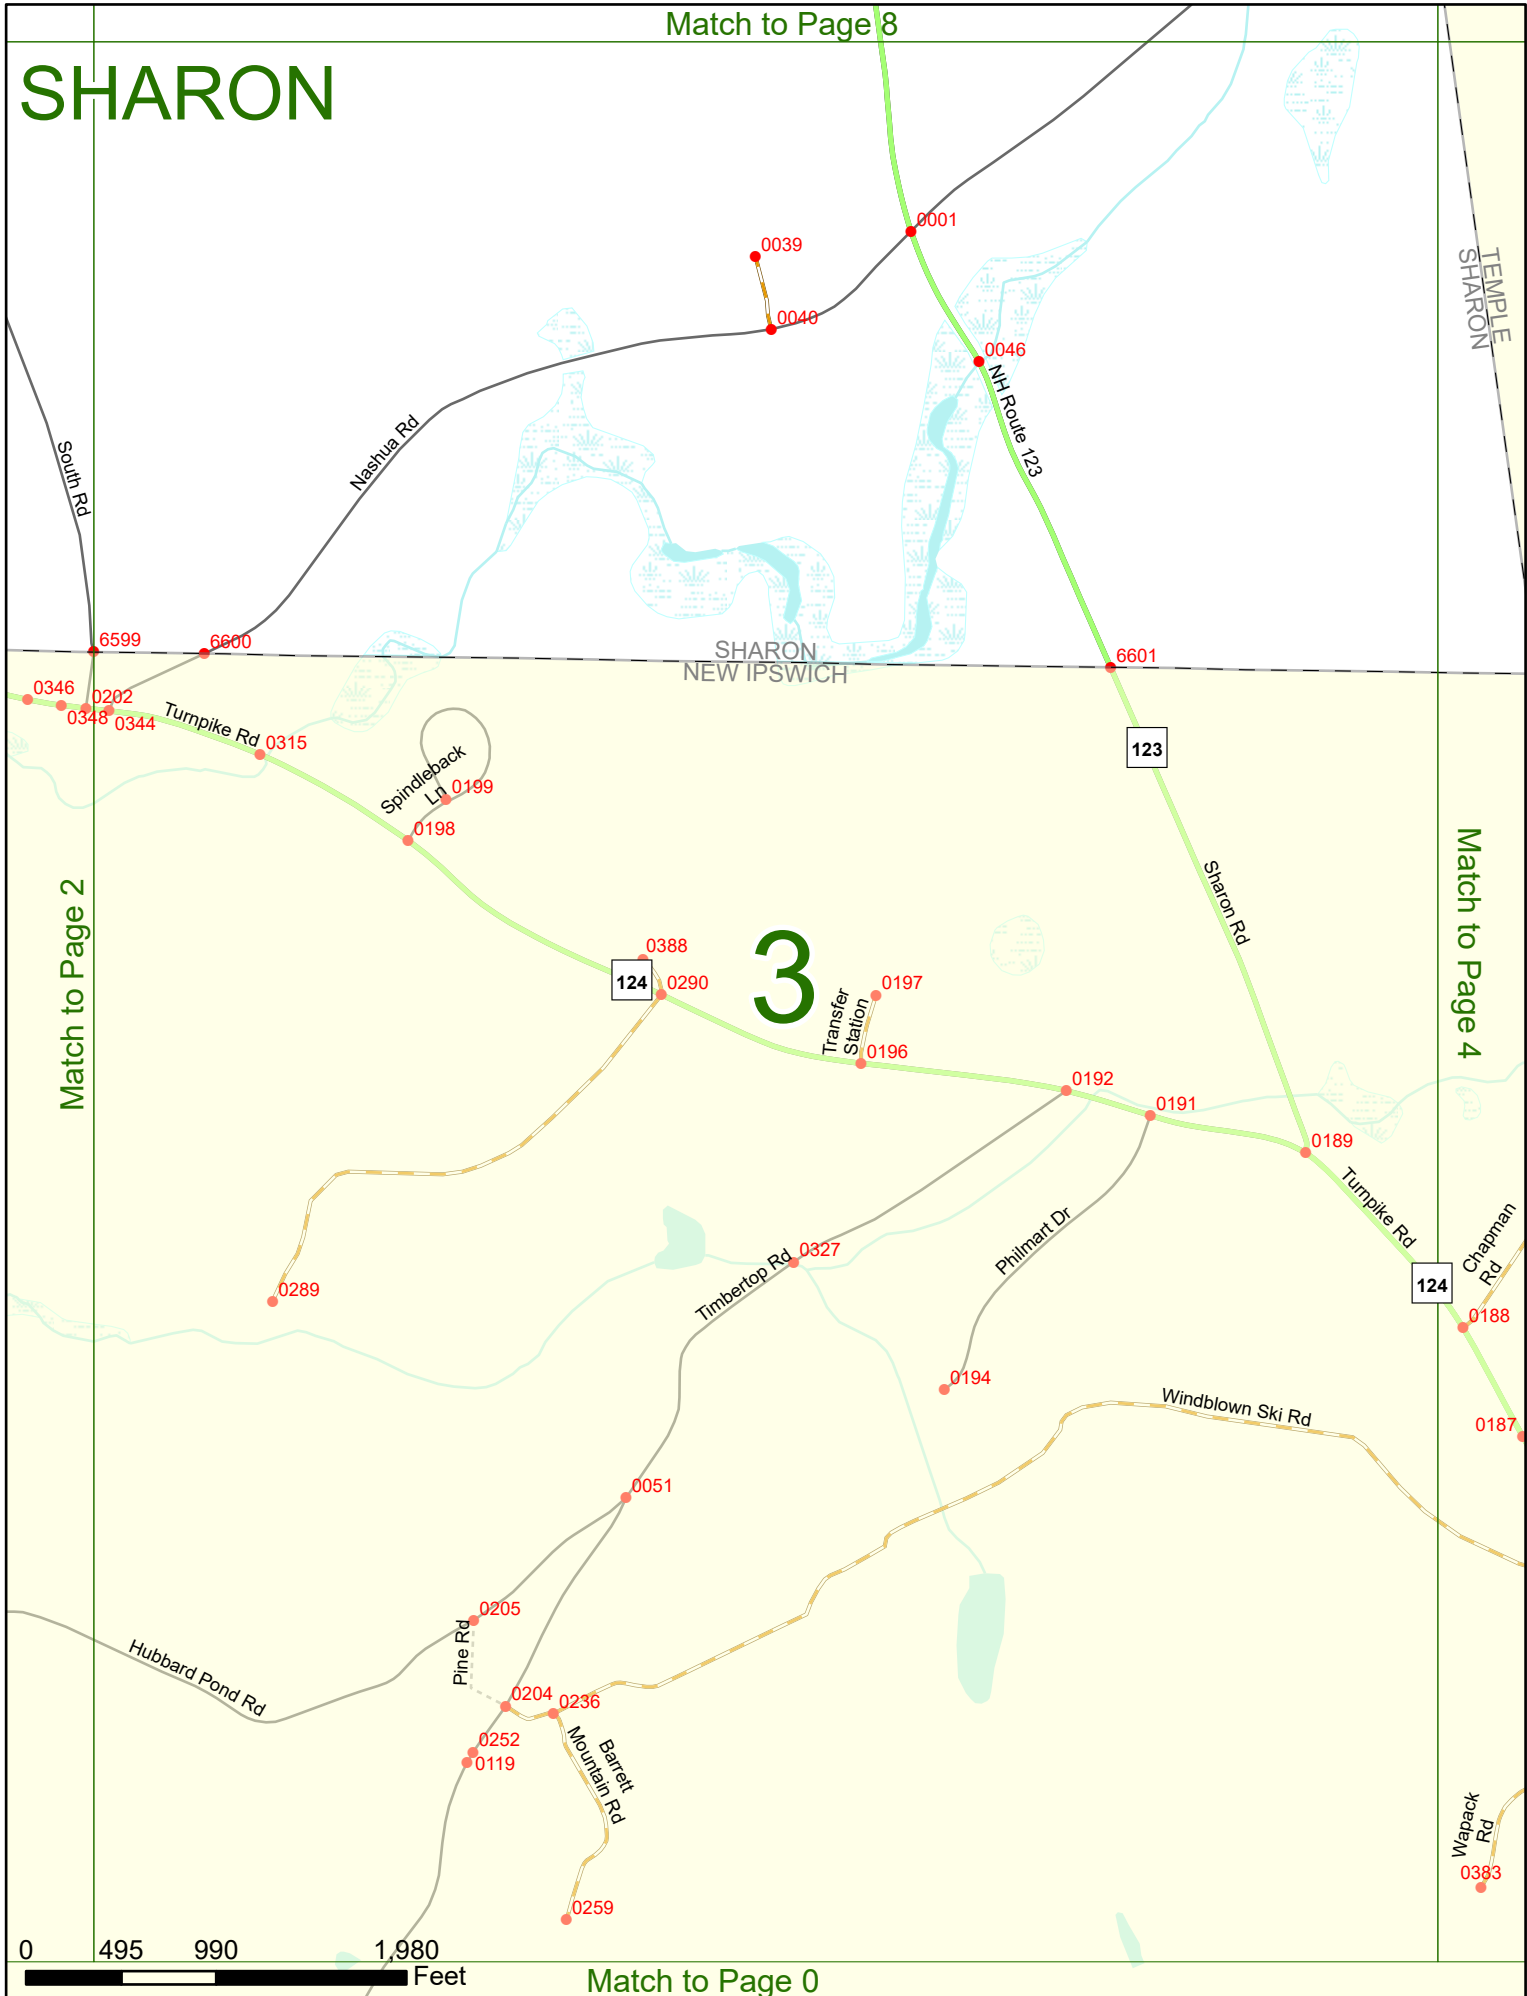 Match to Page 8
SHARON
0001
0039
0040
0046
TEMPLE
SHARON
NH Route 123
Nashua Rd
South Rd
6599
6600
SHARON
NEW IPSWICH
6601
0346
0348
0202
0344
Turnpike Rd
0315
123
Spindleback
Ln
0199
0198
Sharon Rd
Match to Page 2
Match to Page 4
0388
124
0290
3
Transfer
Station
0197
0196
0192
0191
0189
Turnpike Rd
Chapman
Rd
Philmart Dr
0327
Timbertop Rd
0289
124
0188
0194
Windblown Ski Rd
0187
0051
0205
Pine Rd
Hubbard Pond Rd
0204
0236
0252
0119
Barrett
Mountain Rd
Wapack
Rd
0383
0259
0 495 990 1,980
Feet
Match to Page 0